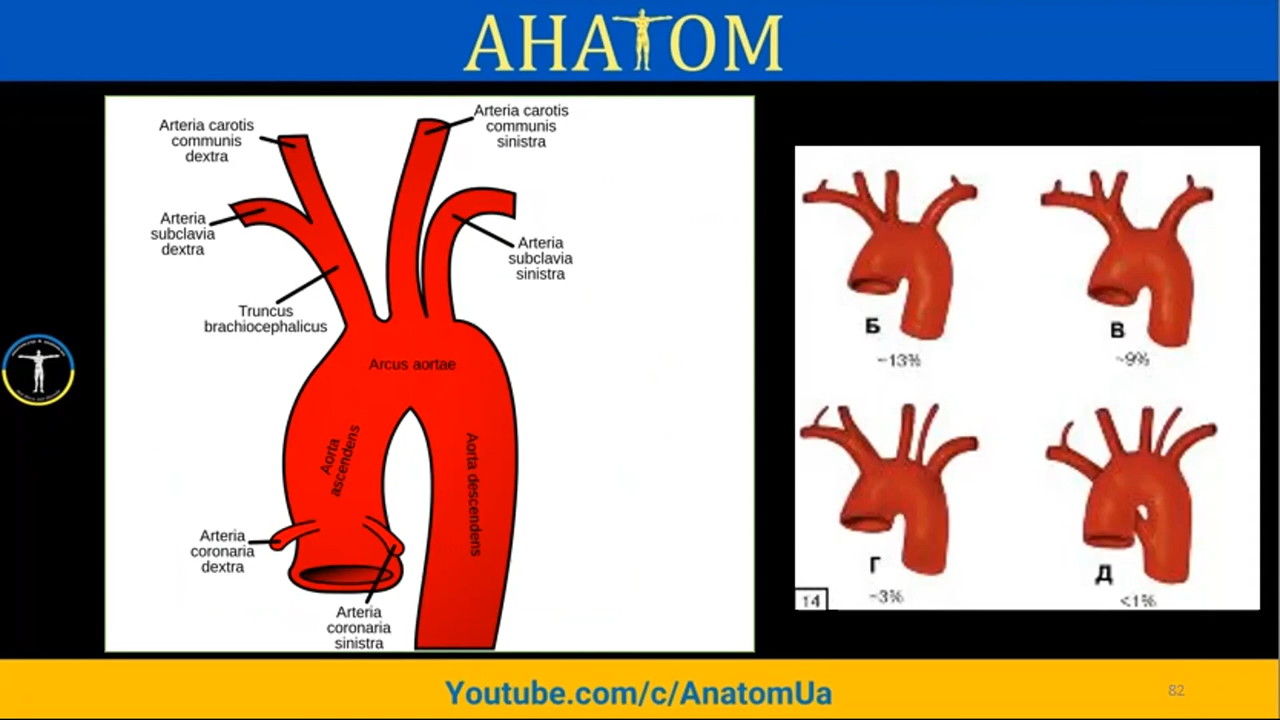 АНАТОМ
Arteria carotis
communis
dextra
Arteria carotis
communis
sinistra
Arteria
subclavia
dextra
Arteria
subclavia
sinistra
Truncus
brachiocephalicus
Arcus aortae
Aorta
ascendens
Aorta descendens
Arteria
coronaria
dextra
Arteria
coronaria
sinistra
Б
~13%
В
~9%
Г
~3%
Д
<1%
14
Youtube.com/c/AnatomUa
82